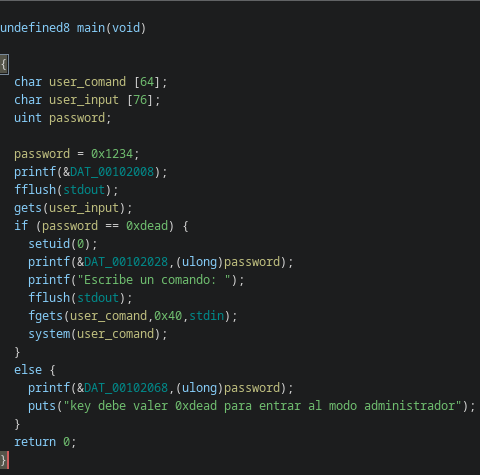 undefined8 main(void)
{
char user_comand [64];
char user_input [76];
uint password;
password = 0x1234;
printf(&DAT_00102008);
fflush(stdout);
gets(user_input);
if (password == 0xdead) {
setuid(0);
printf(&DAT_00102028,(ulong)password);
printf("Escribe un comando: ");
fflush(stdout);
fgets(user_comand,0x40,stdin);
system(user_comand);
}
else {
printf(&DAT_00102068,(ulong)password);
puts("key debe valer 0xdead para entrar al modo administrador");
}
return 0;
}